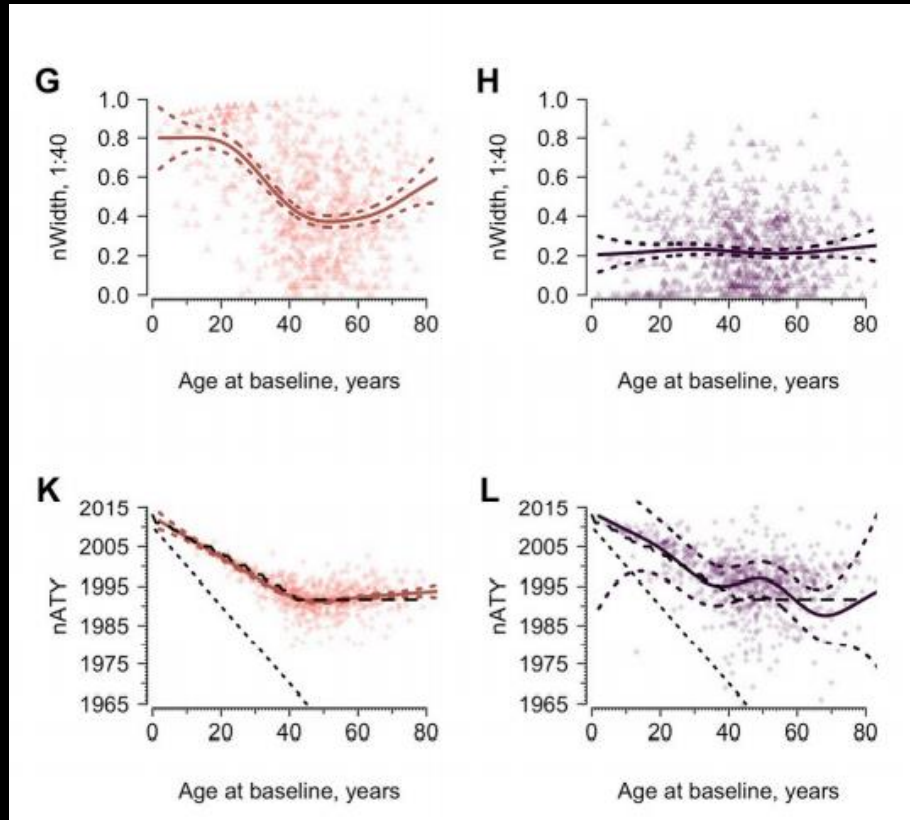 G
nWidth, 1:40
1.0
0.8
0.6
0.4
0.2
0.0
0 20 40 60 80
Age at baseline, years
H
nWidth, 1:40
1.0
0.8
0.6
0.4
0.2
0.0
0 20 40 60 80
Age at baseline, years
K
nATY
2015
2005
1995
1985
1975
1965
0 20 40 60 80
Age at baseline, years
L
nATY
2015
2005
1995
1985
1975
1965
0 20 40 60 80
Age at baseline, years